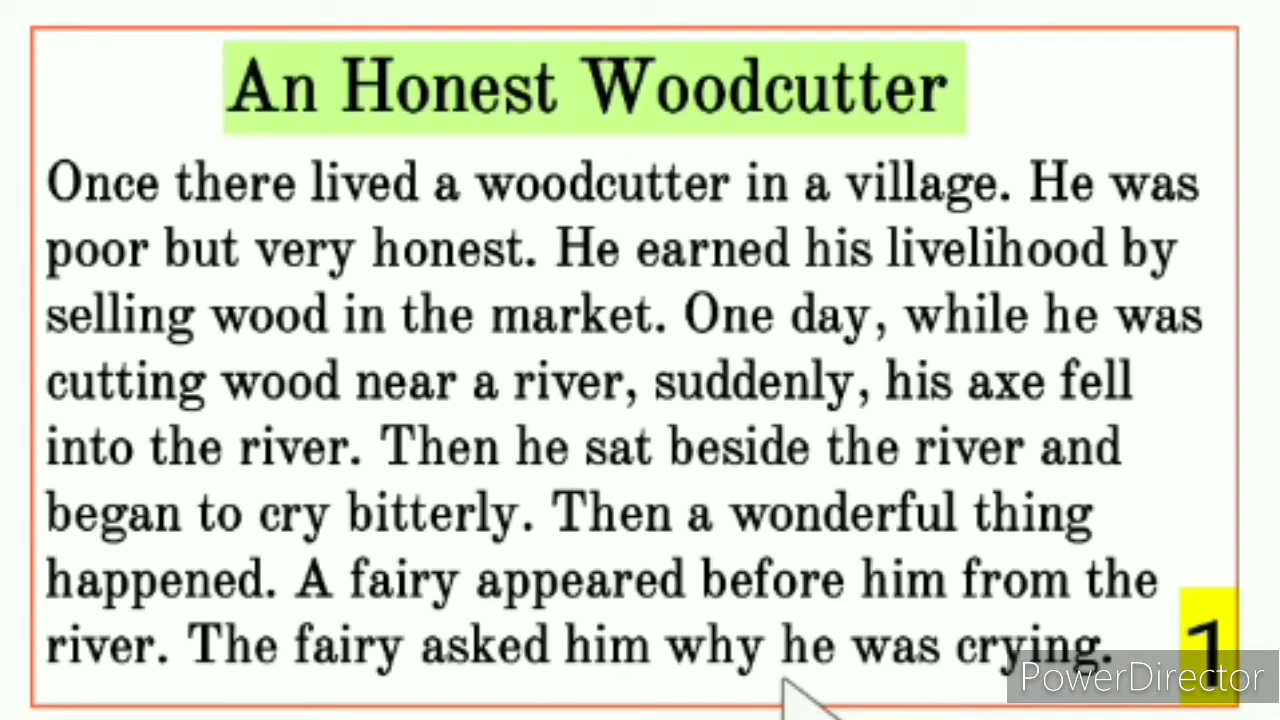 An Honest Woodcutter
Once there lived a woodcutter in a village. He was
poor but very honest. He earned his livelihood by
selling wood in the market. One day, while he was
cutting wood near a river, suddenly, his axe fell
into the river. Then he sat beside the river and
began to cry bitterly. Then a wonderful thing
happened. A fairy appeared before him from the
river. The fairy asked him why he was crying.
1
PowerDirector